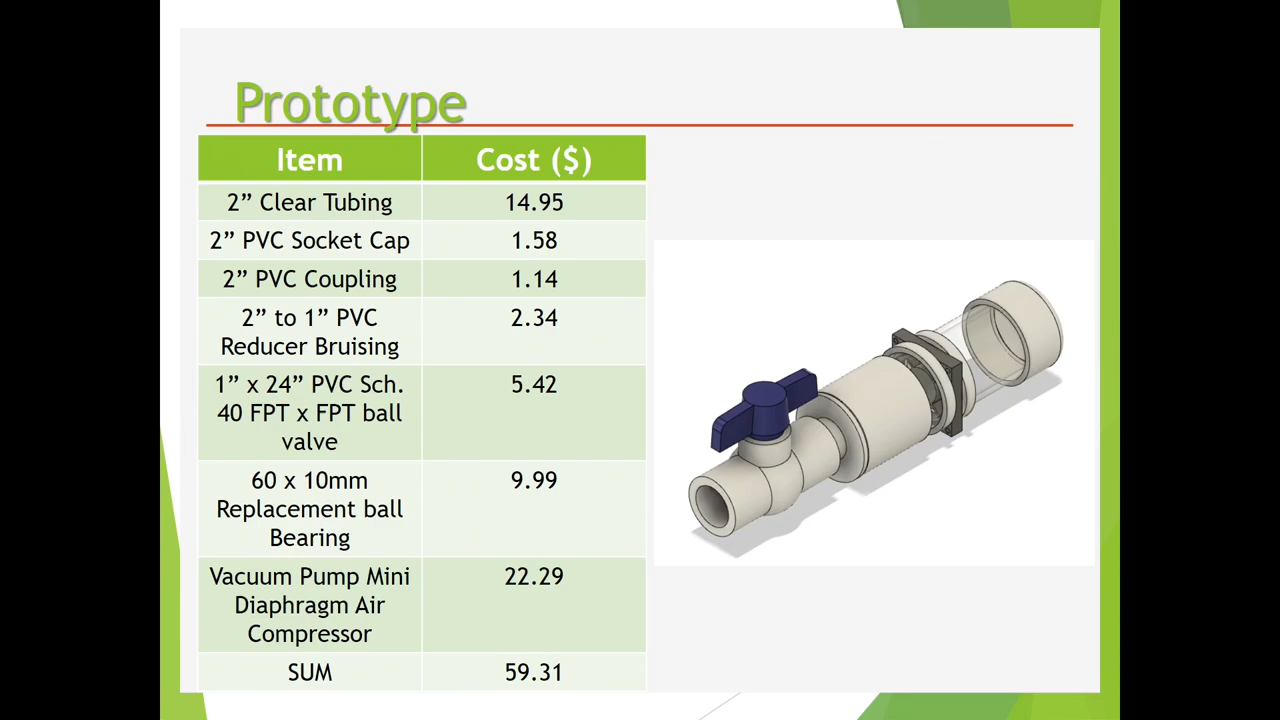 Prototype
Item
Cost ($)
2” Clear Tubing
14.95
2” PVC Socket Cap
1.58
2” PVC Coupling
1.14
2” to 1” PVC
Reducer Bruising
2.34
1” x 24” PVC Sch.
40 FPT x FPT ball
valve
5.42
60 x 10mm
Replacement ball
Bearing
9.99
Vacuum Pump Mini
Diaphragm Air
Compressor
22.29
SUM
59.31